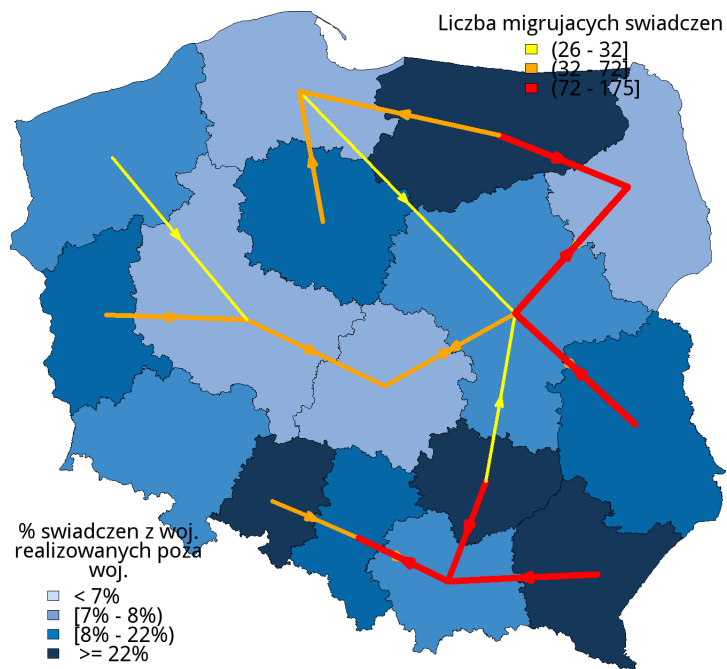 Liczba migrujacych swiadczen
(26 - 32]
(32 - 72]
(72 - 175]
% swiadczen z woj.
realizowanych poza
woj.
< 7%
[7% - 8%)
[8% - 22%)
>= 22%